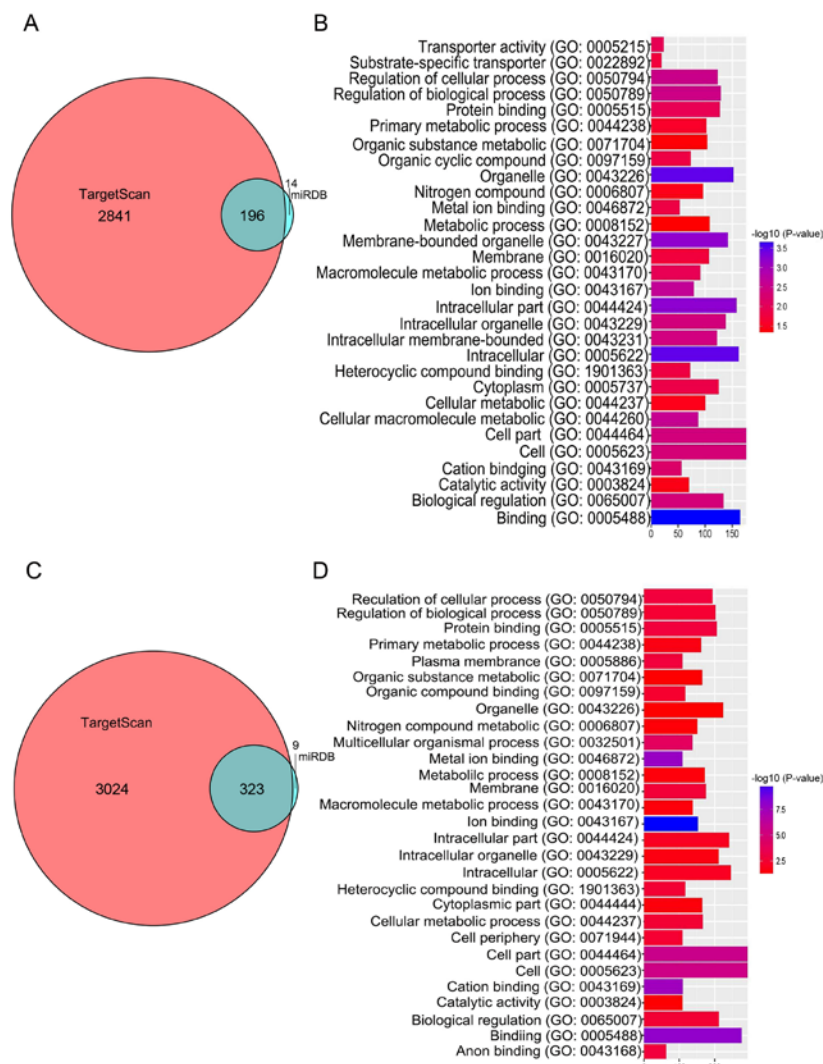 A
TargetScan
2841
196
14
miRDB
B
Transporter activity (GO: 0005215)
Substrate-specific transporter (GO: 0022892)
Regulation of cellular process (GO: 0050794)
Regulation of biological process (GO: 0050789)
Protein binding (GO: 0005515)
Primary metabolic process (GO: 0044238)
Organic substance metabolic (GO: 0071704)
Organic cyclic compound (GO: 0097159)
Organelle (GO: 0043226)
Nitrogen compound (GO: 0006807)
Metal ion binding (GO: 0046872)
Metabolic process (GO: 0008152)
Membrane-bounded organelle (GO: 0043227)
Membrane (GO: 0016020)
Macromolecule metabolic process (GO: 0043170)
Ion binding (GO: 0043167)
Intracellular part (GO: 0044424)
Intracellular organelle (GO: 0043229)
Intracellular membrane-bounded (GO: 0043231)
Intracellular (GO: 0005622)
Heterocyclic compound binding (GO: 1901363)
Cytoplasm (GO: 0005737)
Cellular metabolic (GO: 0044237)
Cellular macromolecule metabolic (GO: 0044260)
Cell part (GO: 0044464)
Cell (GO: 0005623)
Cation bindging (GO: 0043169)
Catalytic activity (GO: 0003824)
Biological regulation (GO: 0065007)
Binding (GO: 0005488)
0 50 100 150
-log10 (P-value)
3.5
3.0
2.5
2.0
1.5
C
TargetScan
3024
323
9
miRDB
D
Reculation of cellular process (GO: 0050794)
Regulation of biological process (GO: 0050789)
Protein binding (GO: 0005515)
Primary metabolic process (GO: 0044238)
Plasma membrance (GO: 0005886)
Organic substance metabolic (GO: 0071704)
Organic compound binding (GO: 0097159)
Organelle (GO: 0043226)
Nitrogen compound metabolic (GO: 0006807)
Multicellular organismal process (GO: 0032501)
Metal ion binding (GO: 0046872)
Metabolic process (GO: 0008152)
Membrane (GO: 0016020)
Macromolecule metabolic process (GO: 0043170)
Ion binding (GO: 0043167)
Intracellular part (GO: 0044424)
Intracellular organelle (GO: 0043229)
Intracellular (GO: 0005622)
Heterocyclic compound binding (GO: 1901363)
Cytoplasmic part (GO: 0044444)
Cellular metabolic process (GO: 0044237)
Cell periphery (GO: 0071944)
Cell part (GO: 0044464)
Cell (GO: 0005623)
Cation binding (GO: 0043169)
Catalytic activity (GO: 0003824)
Biological regulation (GO: 0065007)
Bindiing (GO: 0005488)
Anon binding (GO: 0043168)
-log10 (P-value)
7.5
5.0
2.5